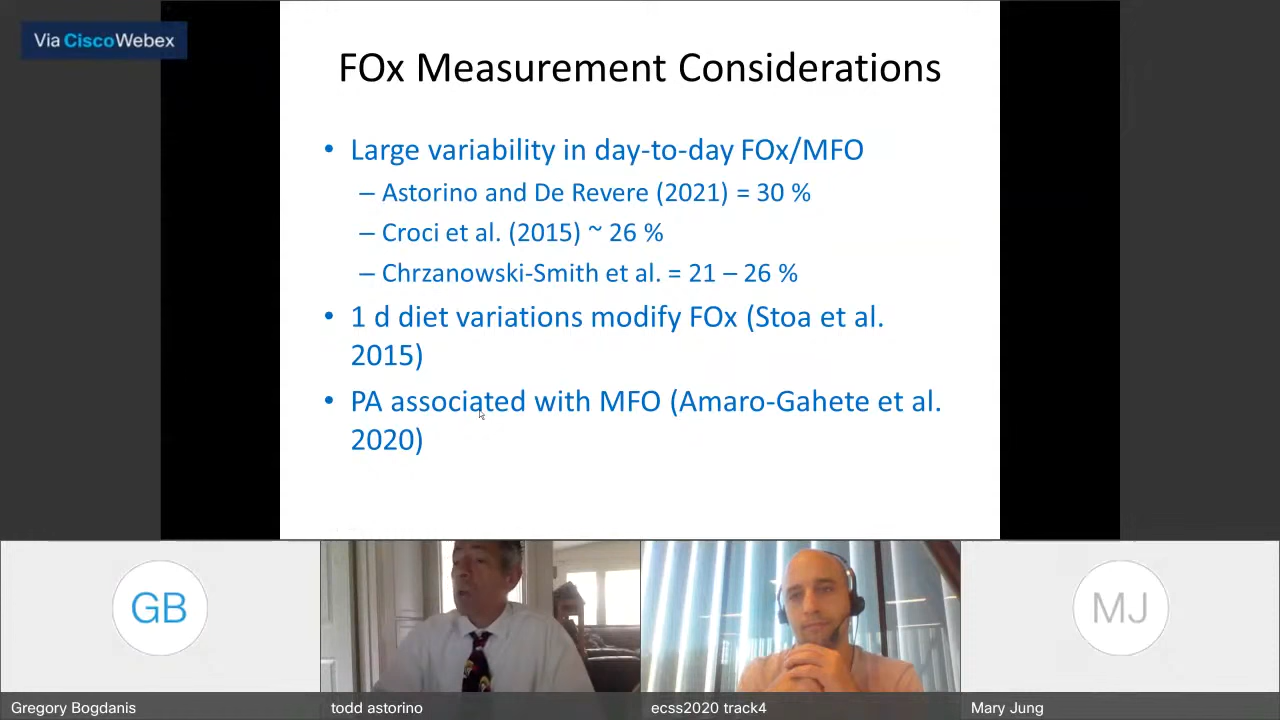 Via CiscoWebex
FOx Measurement Considerations
• Large variability in day-to-day FOx/MFO
– Astorino and De Revere (2021) = 30 %
– Croci et al. (2015) ~ 26 %
– Chrzanowski-Smith et al. = 21 – 26 %
• 1 d diet variations modify FOx (Stoa et al.
2015)
• PA associated with MFO (Amaro-Gahete et al.
2020)
GB
MJ
Gregory Bogdanis
todd astorino
ecss2020 track4
Mary Jung